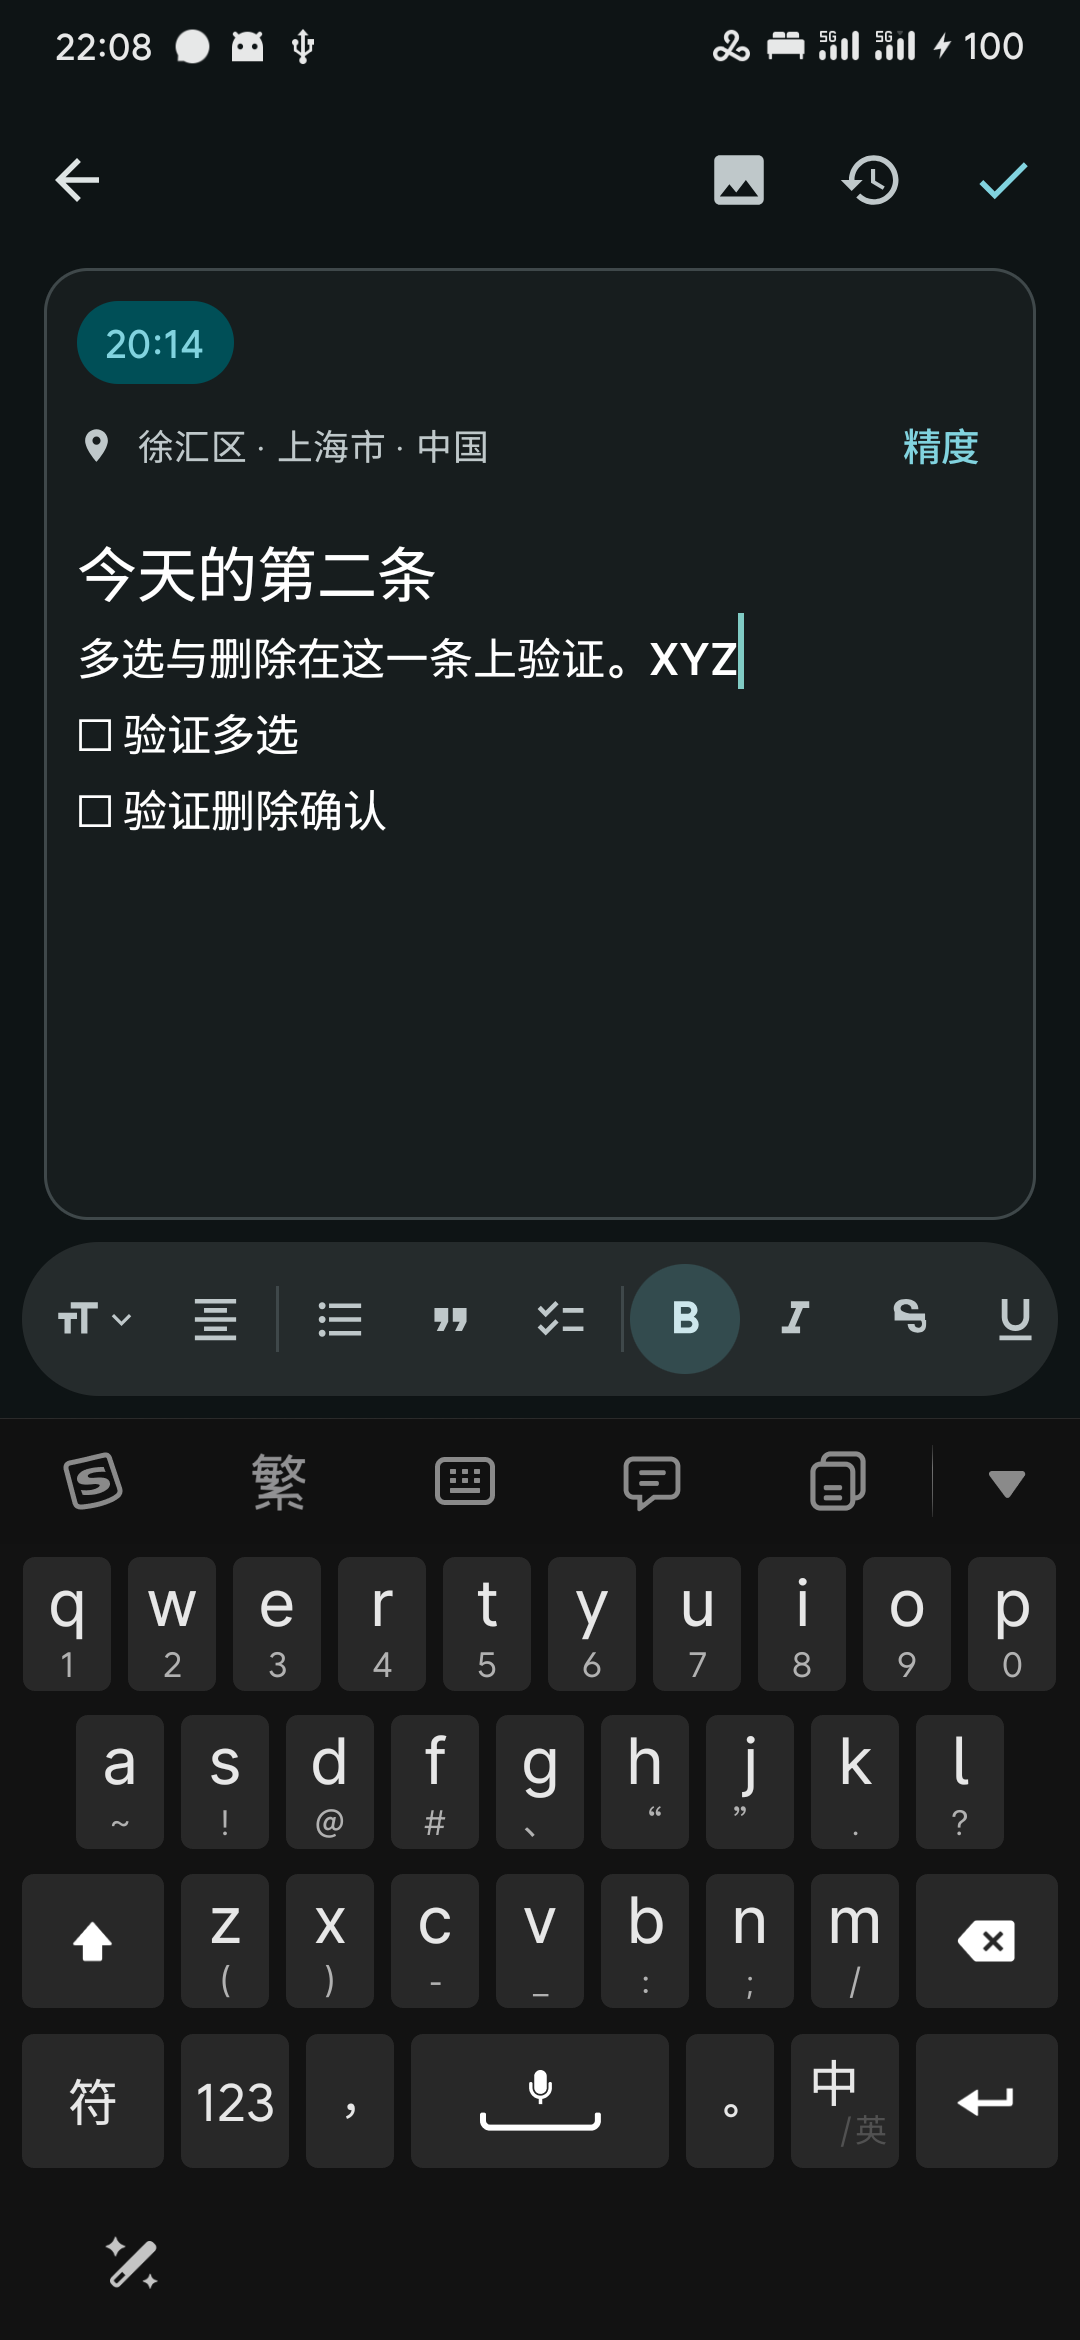 22:08
5G 5G 100
20:14
徐汇区 · 上海市 · 中国
精度
今天的第二条
多选与删除在这一条上验证。XYZ
☐ 验证多选
☐ 验证删除确认
B I S U
繁
q w e r t y u i o p
1 2 3 4 5 6 7 8 9 0
a s d f g h j k l
~ ! @ # 、 “ ” . ?
z x c v b n m
( ) - _ : ; /
符 123 ， 。 中/英